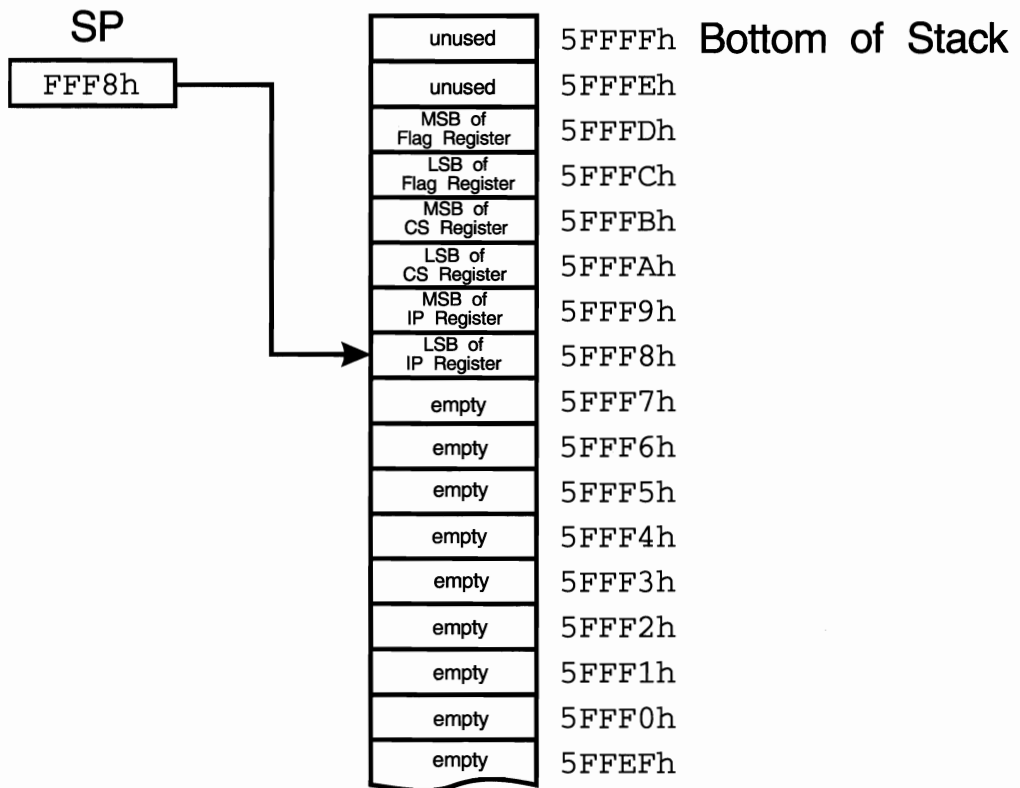 SP
FFF8h
unused 5FFFFh Bottom of Stack
unused 5FFFEh
MSB of
Flag Register 5FFFDh
LSB of
Flag Register 5FFFCh
MSB of
CS Register 5FFFBh
LSB of
CS Register 5FFFAh
MSB of
IP Register 5FFF9h
LSB of
IP Register 5FFF8h
empty 5FFF7h
empty 5FFF6h
empty 5FFF5h
empty 5FFF4h
empty 5FFF3h
empty 5FFF2h
empty 5FFF1h
empty 5FFF0h
empty 5FFEFh